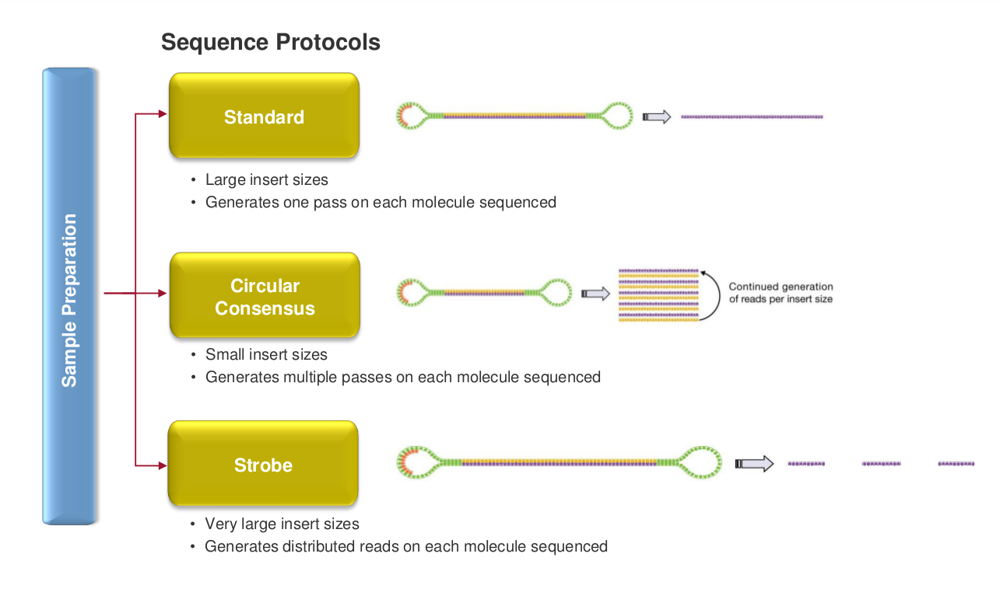 Sequence Protocols
Sample Preparation
Standard
• Large insert sizes
• Generates one pass on each molecule sequenced
Circular
Consensus
Continued generation
of reads per insert size
• Small insert sizes
• Generates multiple passes on each molecule sequenced
Strobe
• Very large insert sizes
• Generates distributed reads on each molecule sequenced